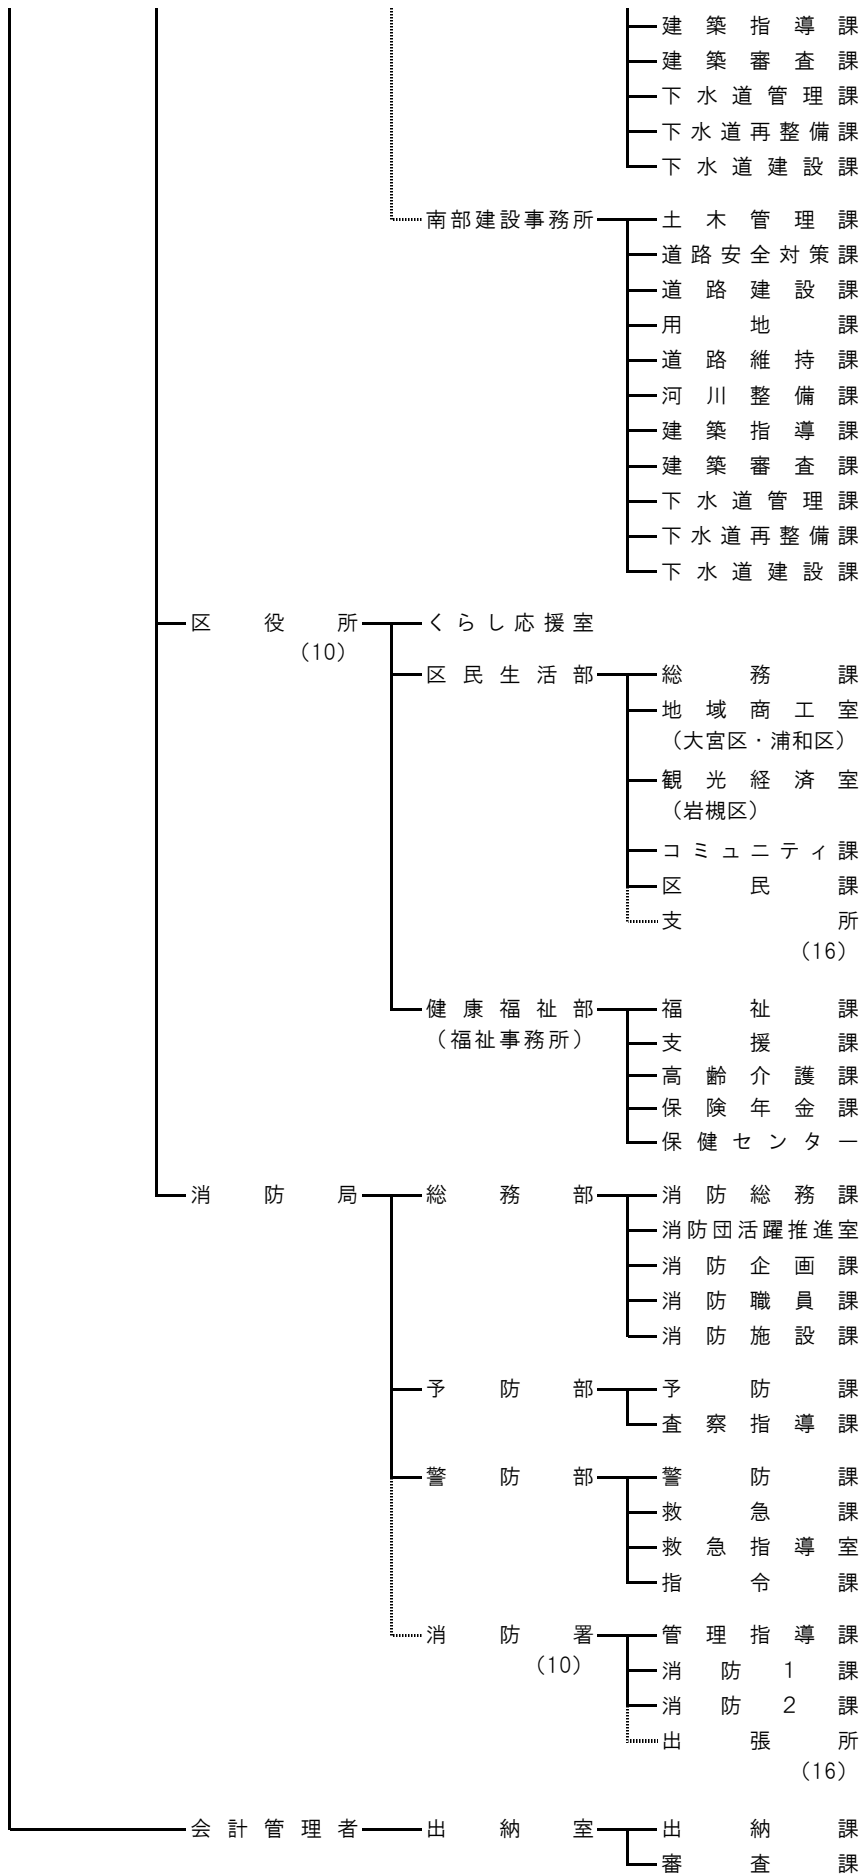 建築指導課
建築審査課
下水道管理課
下水道再整備課
下水道建設課
南部建設事務所 土木管理課
道路安全対策課
道路建設課
用地課
道路維持課
河川整備課
建築指導課
建築審査課
下水道管理課
下水道再整備課
下水道建設課
区役所 くらし応援室
(10)
区民生活部 総務課
地域商工室
（大宮区・浦和区）
観光経済室
（岩槻区）
コミュニティ課
区民課
支所
(16)
健康福祉部 福祉課
（福祉事務所） 支援課
高齢介護課
保険年金課
保健センター
消防局 総務部 消防総務課
消防団活躍推進室
消防企画課
消防職員課
消防施設課
予防部 予防課
査察指導課
警防部 警防課
救急課
救急指導室
指令課
消防署 管理指導課
(10) 消防１課
消防２課
出張所
(16)
会計管理者 出納室 出納課
審査課